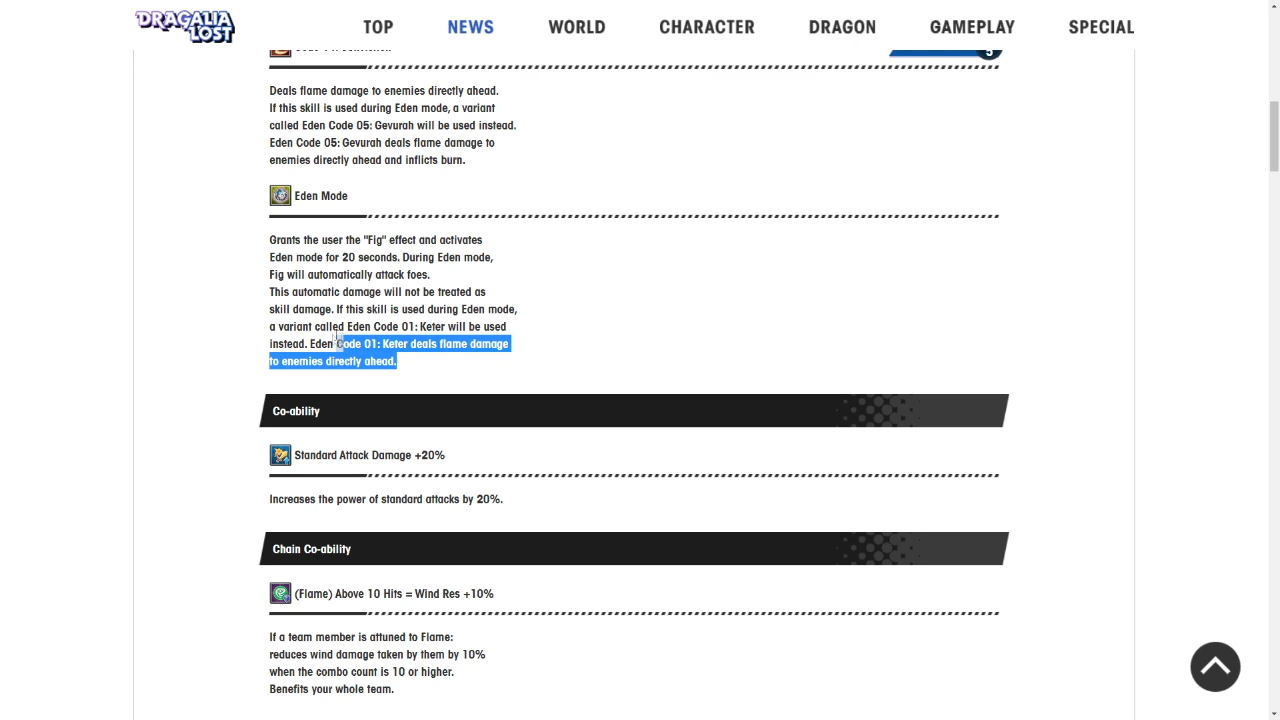 DRAGALIA
LOST
TOP
NEWS
WORLD
CHARACTER
DRAGON
GAMEPLAY
SPECIAL
5
Deals flame damage to enemies directly ahead.
If this skill is used during Eden mode, a variant
called Eden Code 05: Gevurah will be used instead.
Eden Code 05: Gevurah deals flame damage to
enemies directly ahead and inflicts burn.
Eden Mode
Grants the user the "Fig" effect and activates
Eden mode for 20 seconds. During Eden mode,
Fig will automatically attack foes.
This automatic damage will not be treated as
skill damage. If this skill is used during Eden mode,
a variant called Eden Code 01: Keter will be used
instead. Eden Code 01: Keter deals flame damage
to enemies directly ahead.
Co-ability
Standard Attack Damage +20%
Increases the power of standard attacks by 20%.
Chain Co-ability
(Flame) Above 10 Hits = Wind Res +10%
If a team member is attuned to Flame:
reduces wind damage taken by them by 10%
when the combo count is 10 or higher.
Benefits your whole team.